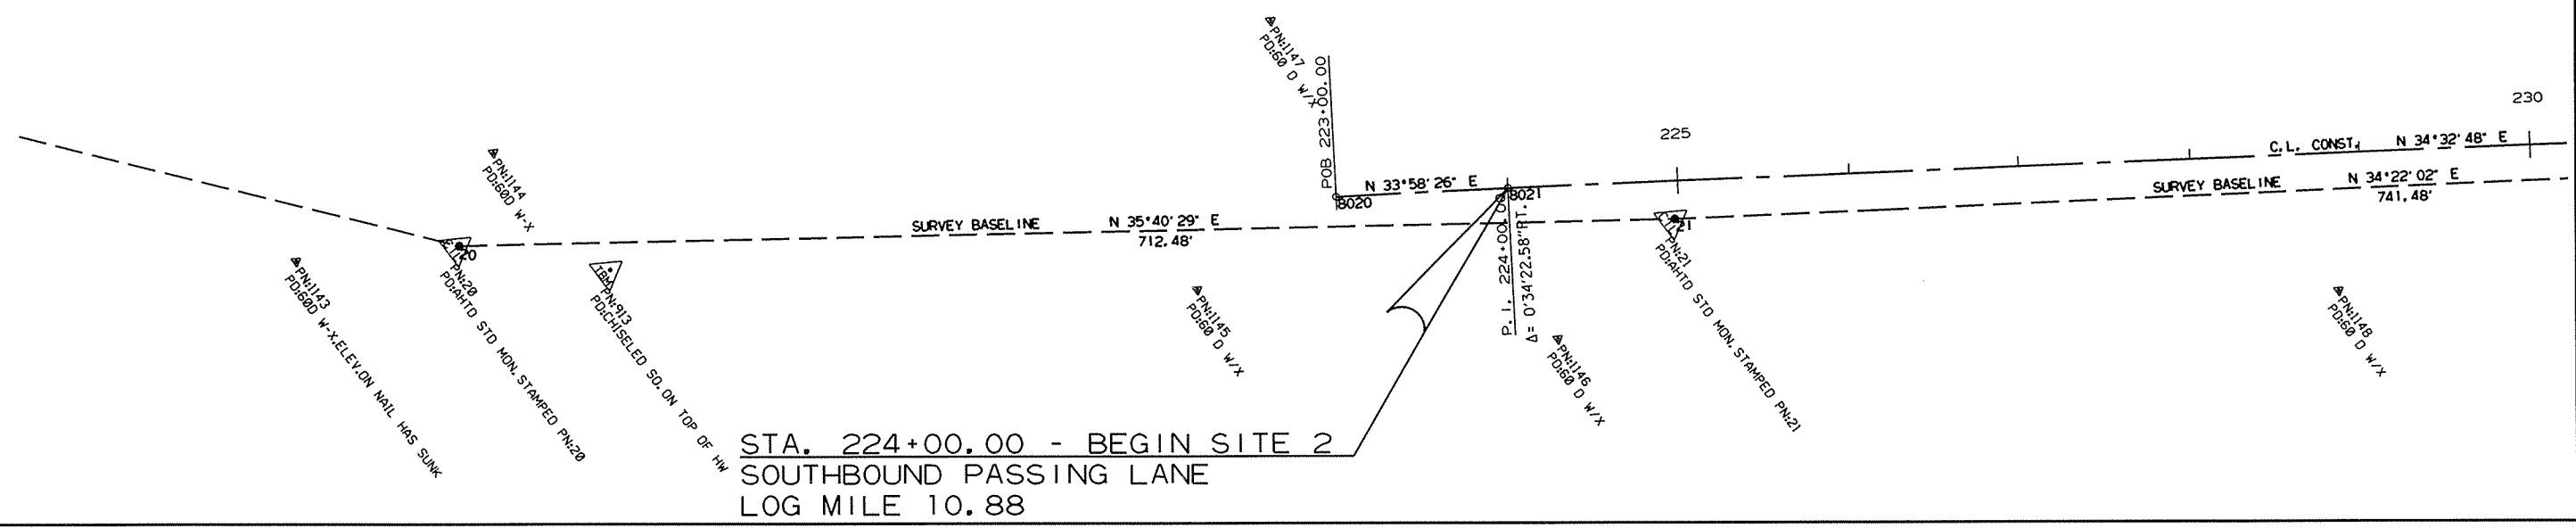 PN:1147
PD:60 D W/X
POB 223+00.00
230
225
C.L. CONST. N 34°32'48" E
PN:1144
PD:60D W-X
N 33°58'26" E
8020
8021
SURVEY BASELINE N 34°22'02" E
741.48'
SURVEY BASELINE N 35°40'29" E
712.48'
20
21
PN:1143
PD:60D W-X,ELEV.ON NAIL HAS SUNK
PN:20
PD:AHTD STD MON. STAMPED PN:20
TBM
PN:913
PD:CHISELED SQ. ON TOP OF HW
PN:1145
PD:60 D W/X
P.I. 224+00.00
Δ= 0°34'22.58"RT.
PN:21
PD:AHTD STD MON. STAMPED PN:21
PN:1146
PD:60 D W/X
PN:1148
PD:60 D W/X
STA. 224+00.00 - BEGIN SITE 2
SOUTHBOUND PASSING LANE
LOG MILE 10.88